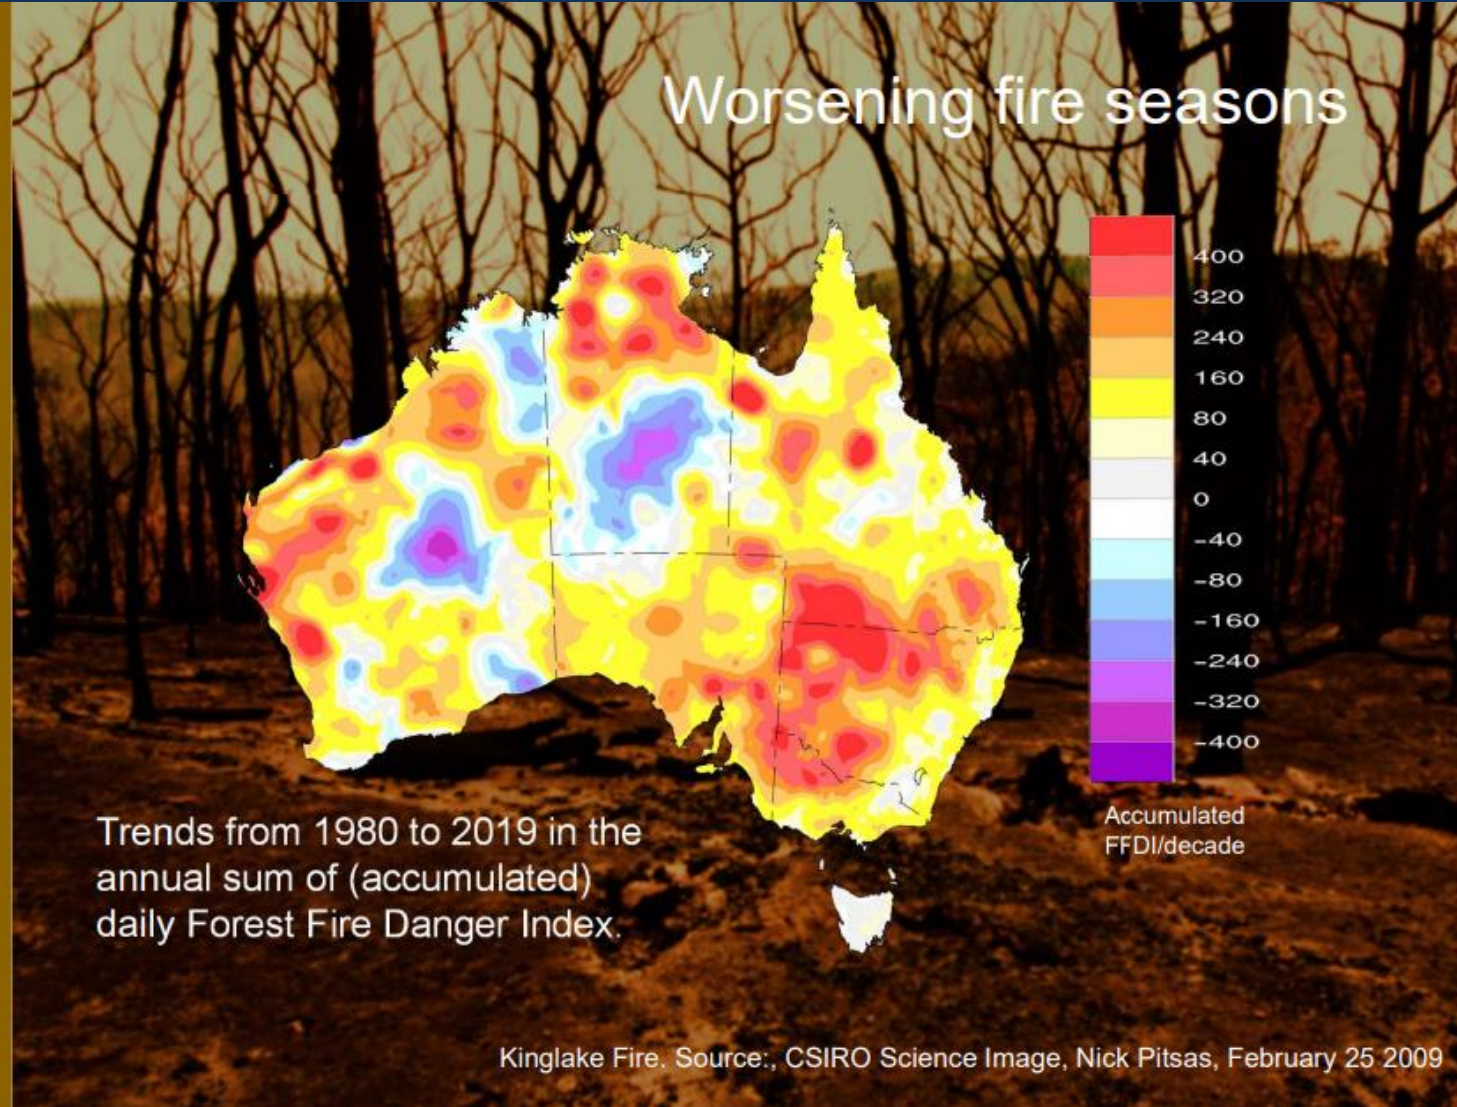 Worsening fire seasons
400
320
240
160
80
40
0
-40
-80
-160
-240
-320
-400
Accumulated
FFDI/decade
Trends from 1980 to 2019 in the
annual sum of (accumulated)
daily Forest Fire Danger Index.
Kinglake Fire. Source:, CSIRO Science Image, Nick Pitsas, February 25 2009